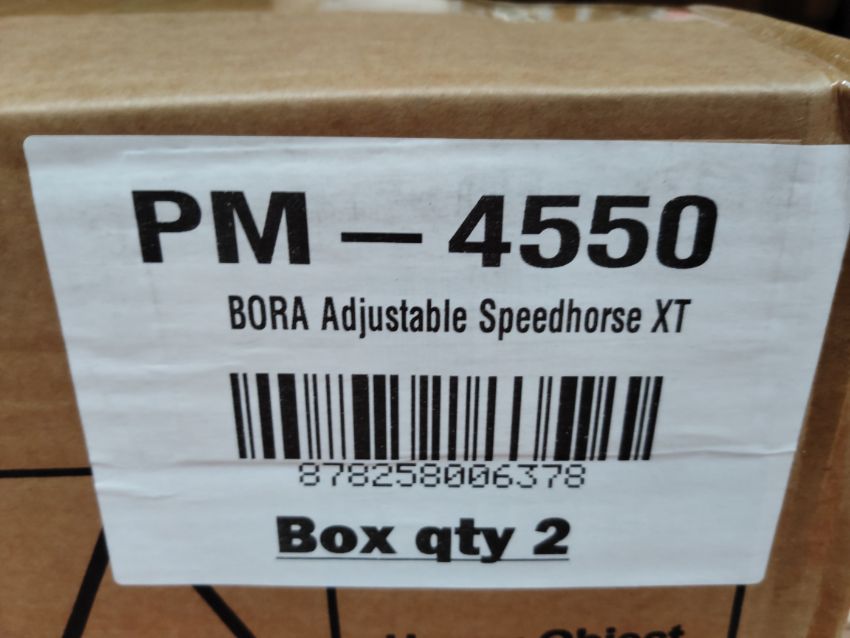 PM – 4550
BORA Adjustable Speedhorse XT
878258006378
Box qty 2